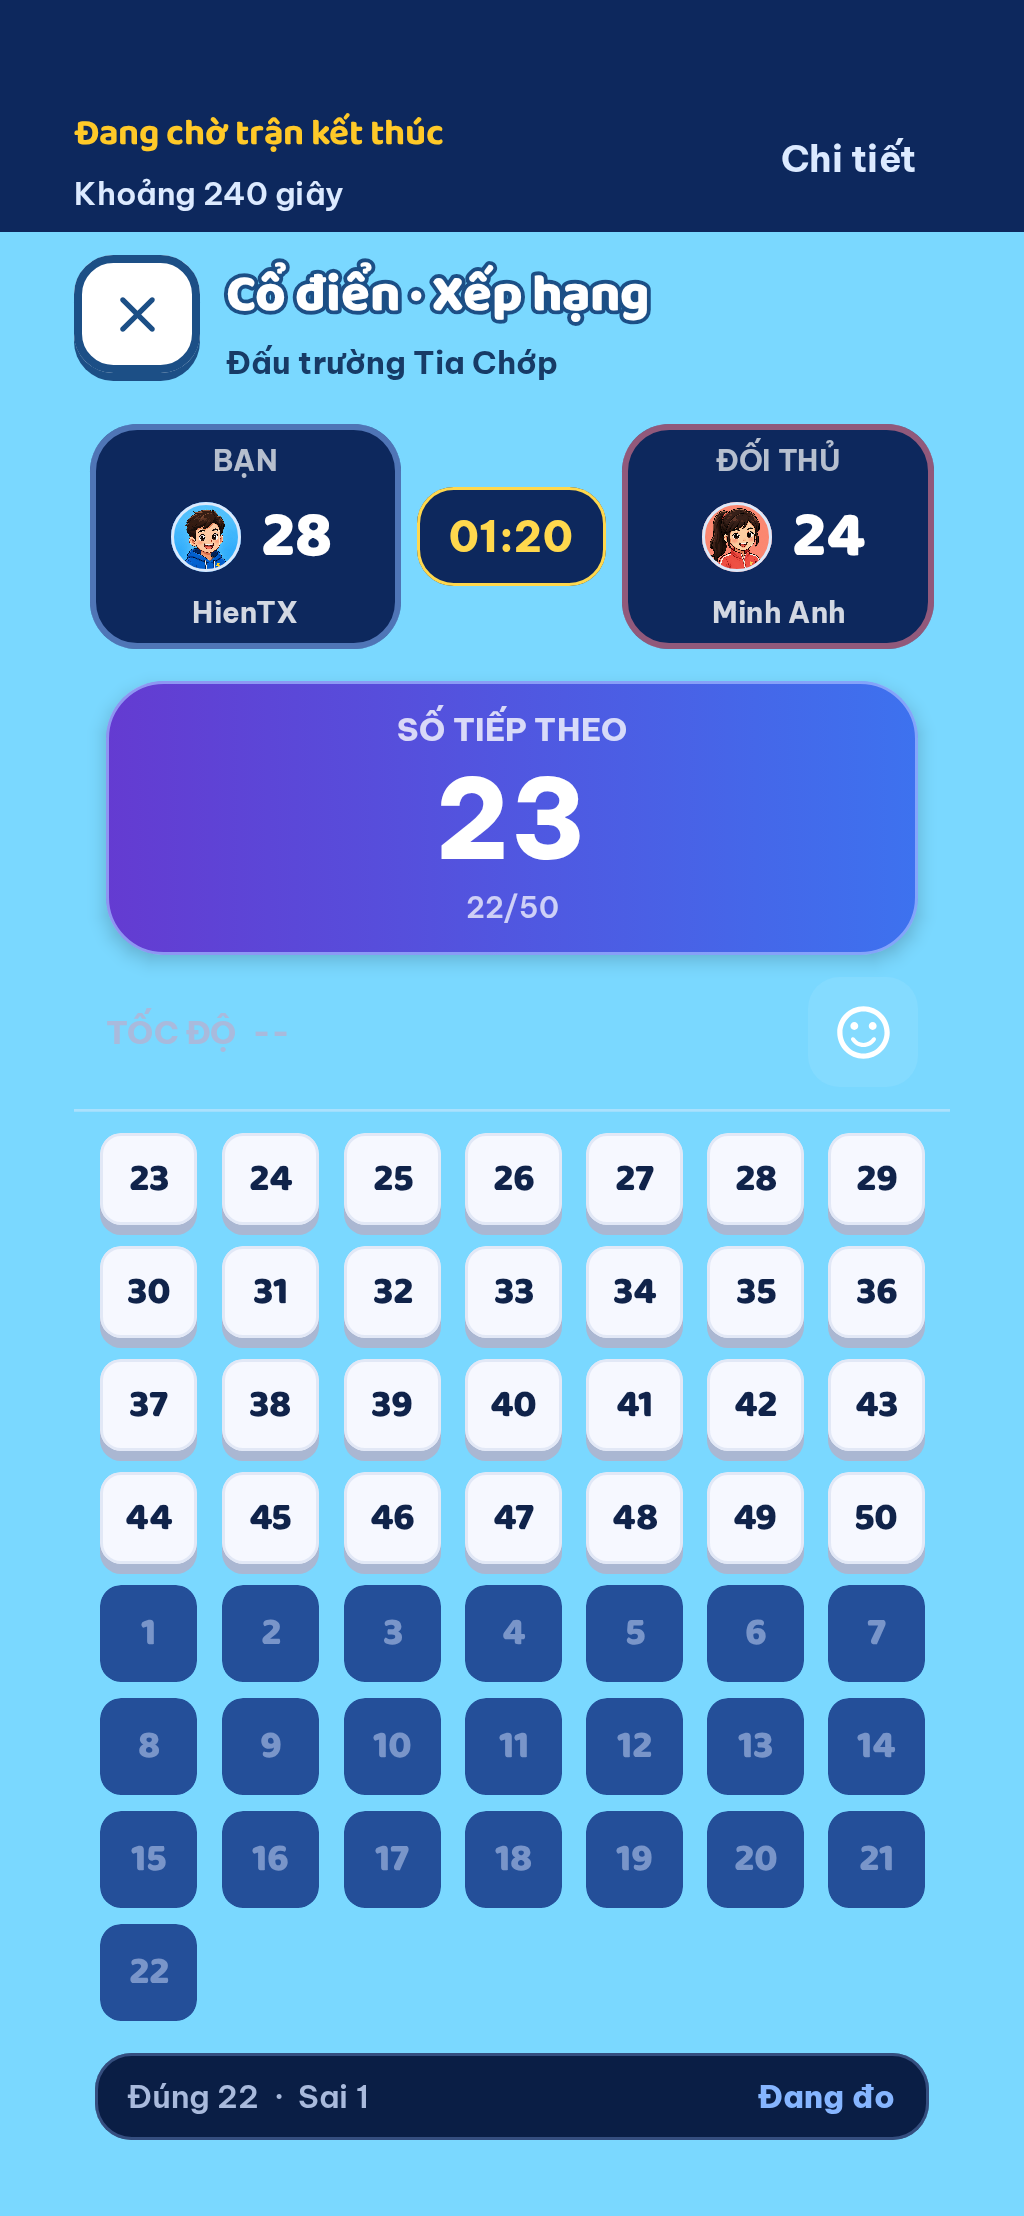 Đang chờ trận kết thúc
Khoảng 240 giây
Chi tiết
Cổ điển · Xếp hạng
Đấu trường Tia Chớp
BẠN
28
HienTX
01:20
ĐỐI THỦ
24
Minh Anh
SỐ TIẾP THEO
23
22/50
TỐC ĐỘ --
23 24 25 26 27 28 29
30 31 32 33 34 35 36
37 38 39 40 41 42 43
44 45 46 47 48 49 50
1 2 3 4 5 6 7
8 9 10 11 12 13 14
15 16 17 18 19 20 21
22
Đúng 22 · Sai 1
Đang đo